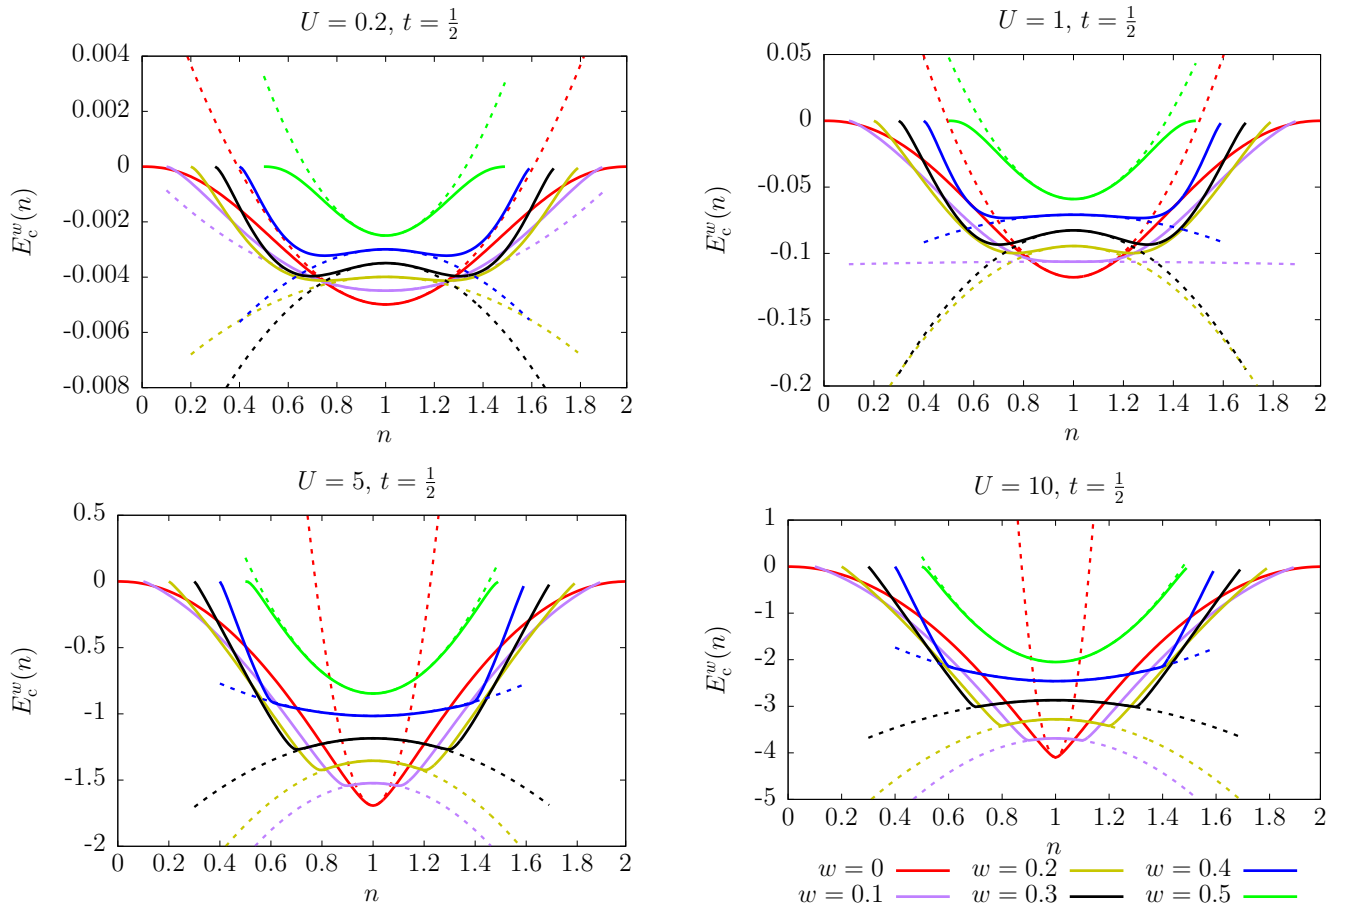 U = 0.2, t = 1/2
0.004
0.002
0
-0.002
-0.004
-0.006
-0.008
E_c^w(n)
0 0.2 0.4 0.6 0.8 1 1.2 1.4 1.6 1.8 2
n
U = 1, t = 1/2
0.05
0
-0.05
-0.1
-0.15
-0.2
E_c^w(n)
0 0.2 0.4 0.6 0.8 1 1.2 1.4 1.6 1.8 2
n
U = 5, t = 1/2
0.5
0
-0.5
-1
-1.5
-2
E_c^w(n)
0 0.2 0.4 0.6 0.8 1 1.2 1.4 1.6 1.8 2
n
U = 10, t = 1/2
1
0
-1
-2
-3
-4
-5
E_c^w(n)
0 0.2 0.4 0.6 0.8 1 1.2 1.4 1.6 1.8 2
n
w = 0 w = 0.2 w = 0.4
w = 0.1 w = 0.3 w = 0.5